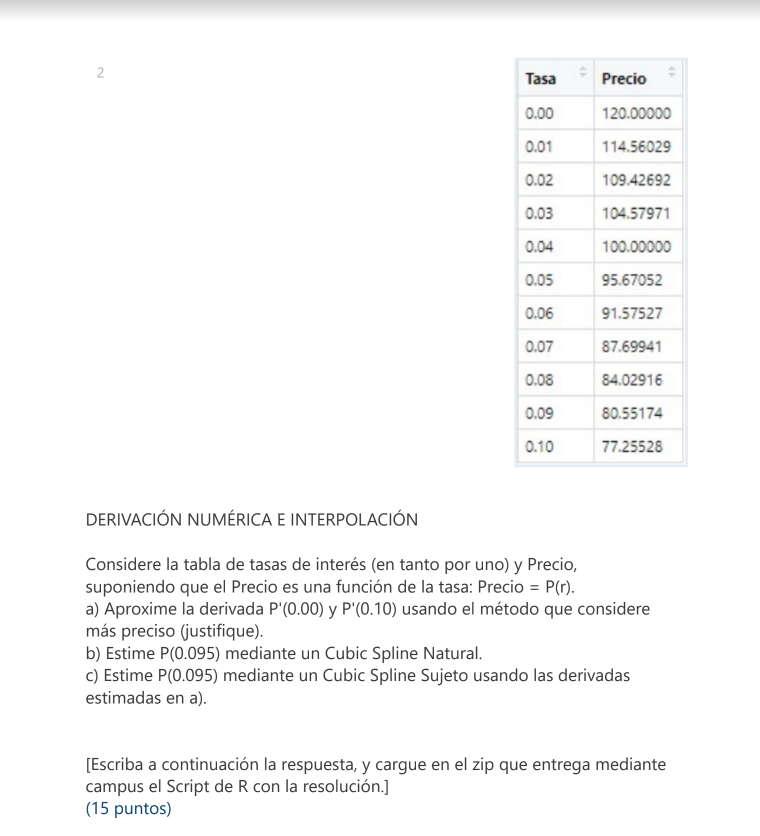 2
Tasa Precio
0.00 120.00000
0.01 114.56029
0.02 109.42692
0.03 104.57971
0.04 100.00000
0.05 95.67052
0.06 91.57527
0.07 87.69941
0.08 84.02916
0.09 80.55174
0.10 77.25528
DERIVACIÓN NUMÉRICA E INTERPOLACIÓN
Considere la tabla de tasas de interés (en tanto por uno) y Precio,
suponiendo que el Precio es una función de la tasa: Precio = P(r).
a) Aproxime la derivada P'(0.00) y P'(0.10) usando el método que considere
más preciso (justifique).
b) Estime P(0.095) mediante un Cubic Spline Natural.
c) Estime P(0.095) mediante un Cubic Spline Sujeto usando las derivadas
estimadas en a).
[Escriba a continuación la respuesta, y cargue en el zip que entrega mediante
campus el Script de R con la resolución.]
(15 puntos)